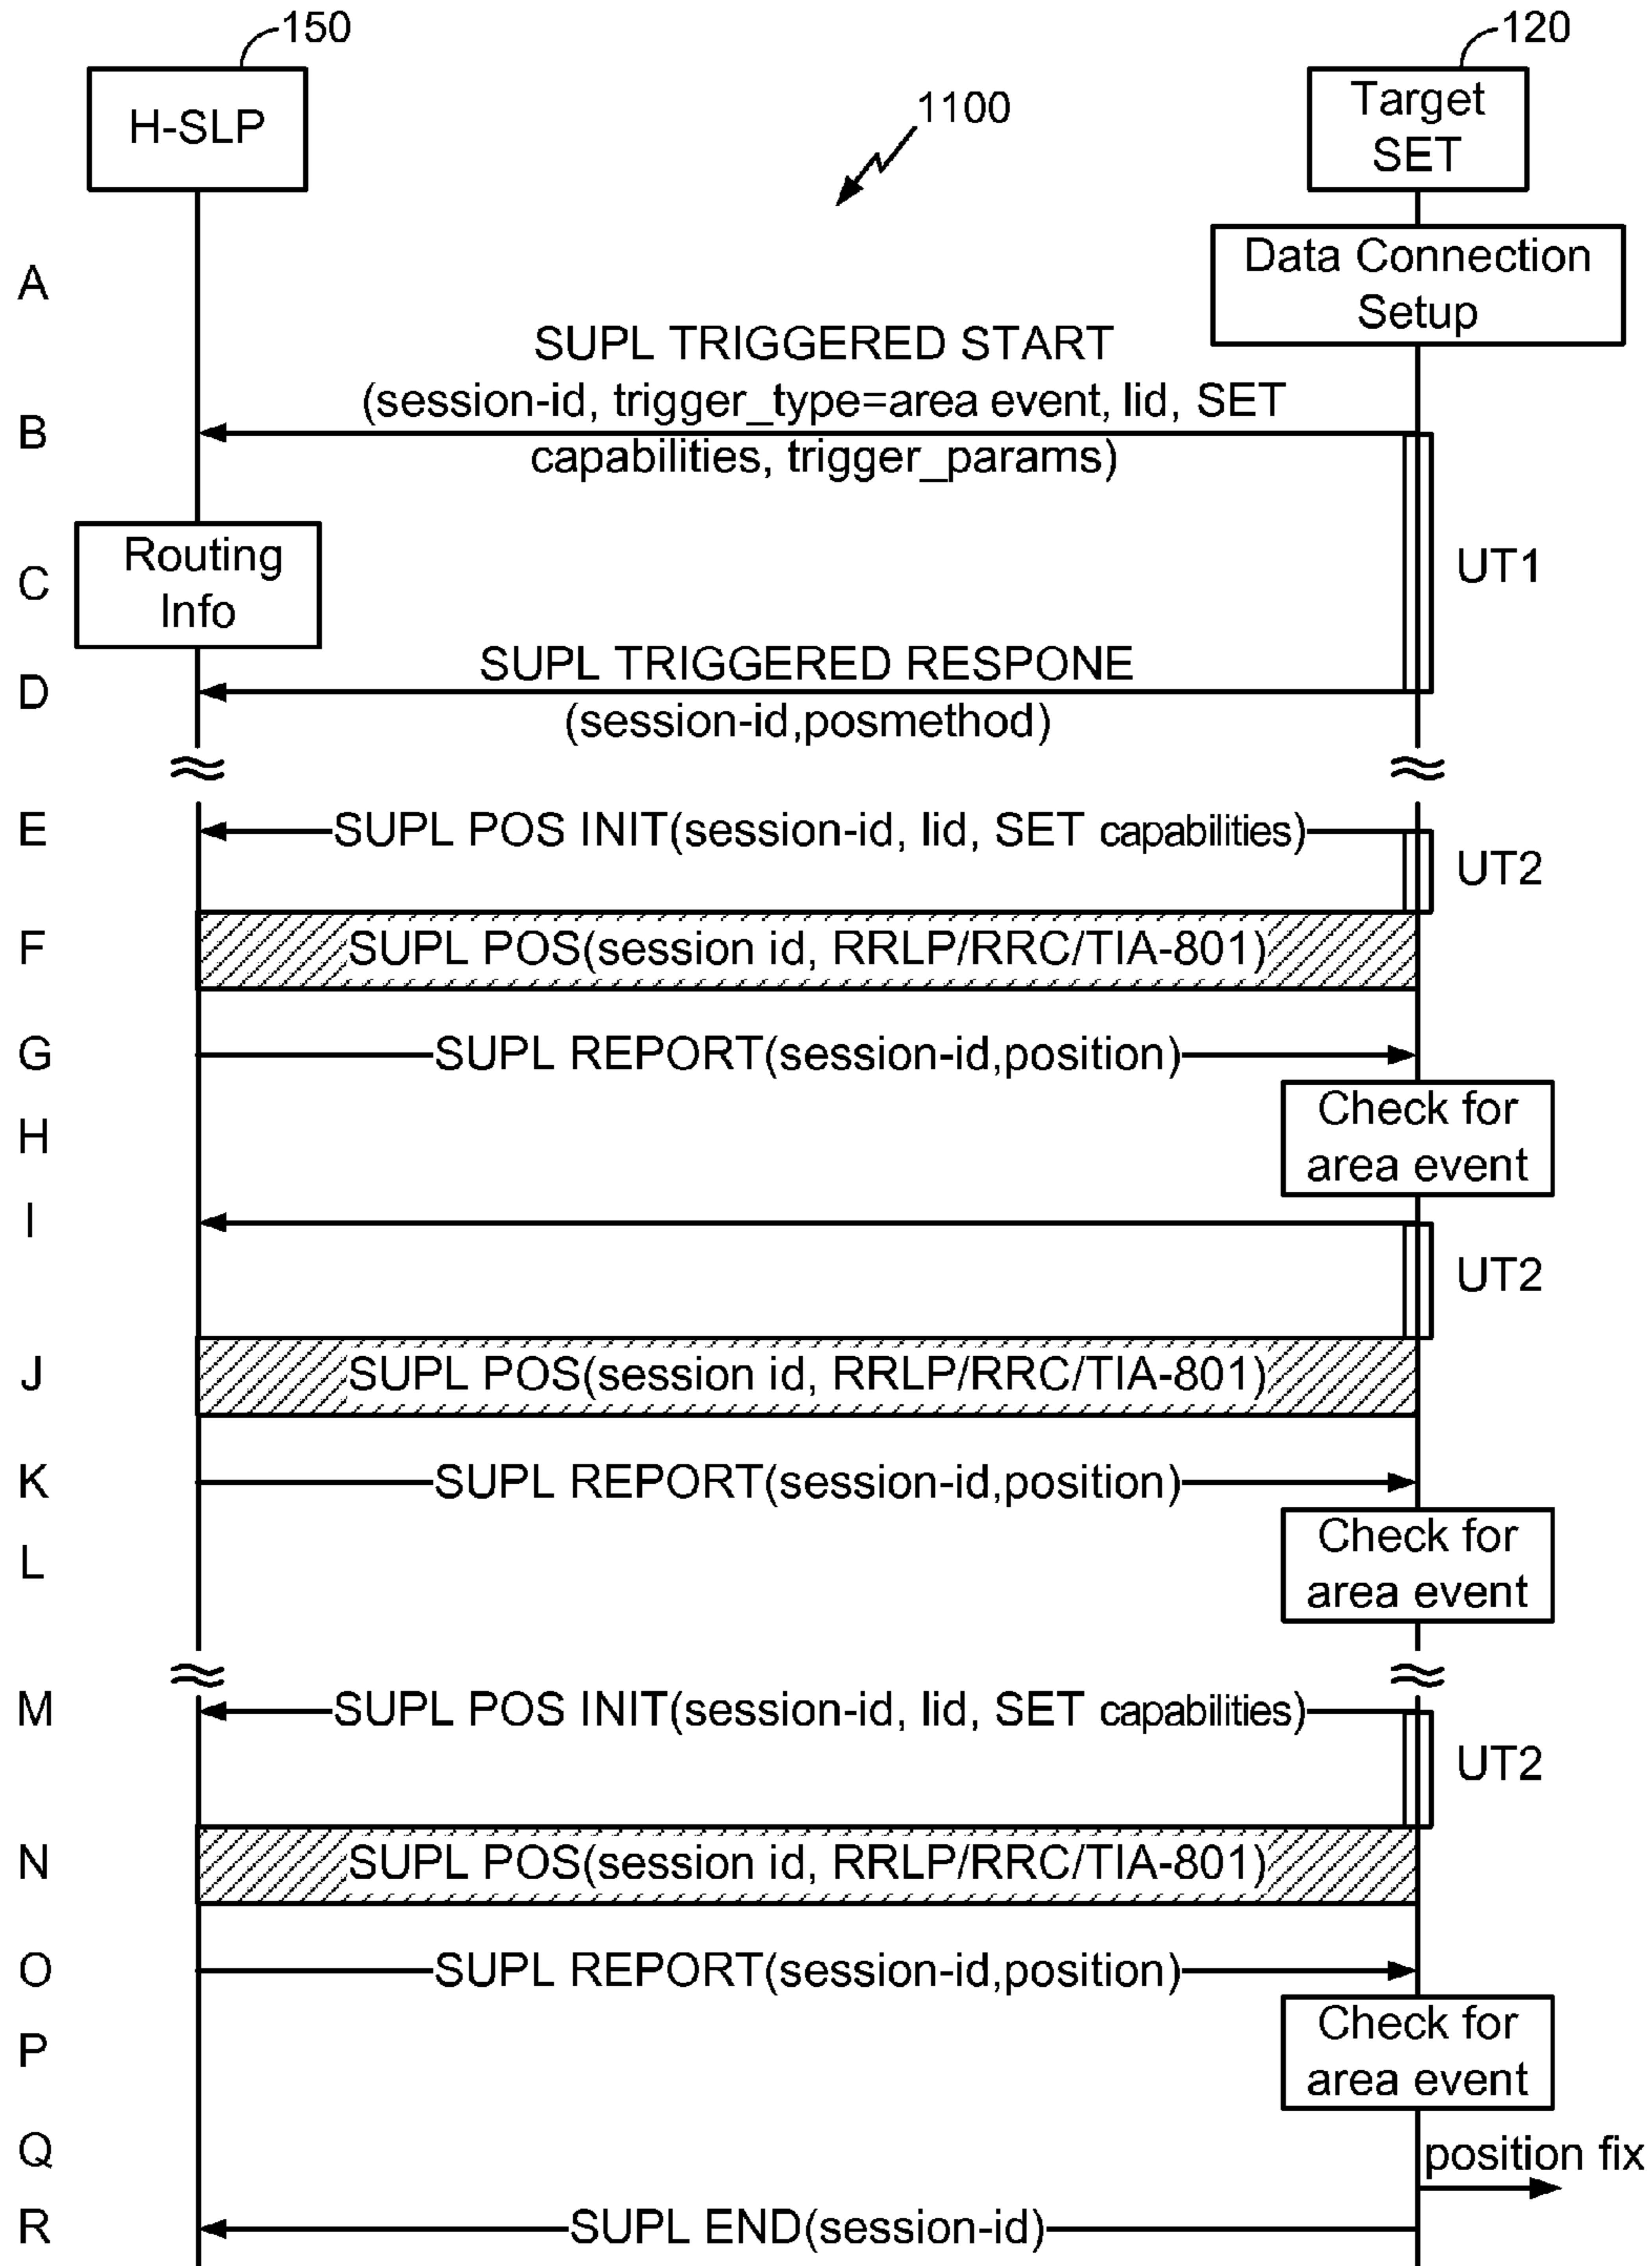 150
120
H-SLP
Target
SET
1100
A
Data Connection
Setup
SUPL TRIGGERED START
(session-id, trigger_type=area event, lid, SET
B
capabilities, trigger_params)
Routing
Info
C
UT1
SUPL TRIGGERED RESPONE
D
(session-id,posmethod)
E
SUPL POS INIT(session-id, lid, SET capabilities)
UT2
F
SUPL POS(session id, RRLP/RRC/TIA-801)
G
SUPL REPORT(session-id,position)
H
Check for
area event
I
UT2
J
SUPL POS(session id, RRLP/RRC/TIA-801)
K
SUPL REPORT(session-id,position)
L
Check for
area event
M
SUPL POS INIT(session-id, lid, SET capabilities)
UT2
N
SUPL POS(session id, RRLP/RRC/TIA-801)
O
SUPL REPORT(session-id,position)
P
Check for
area event
Q
position fix
R
SUPL END(session-id)